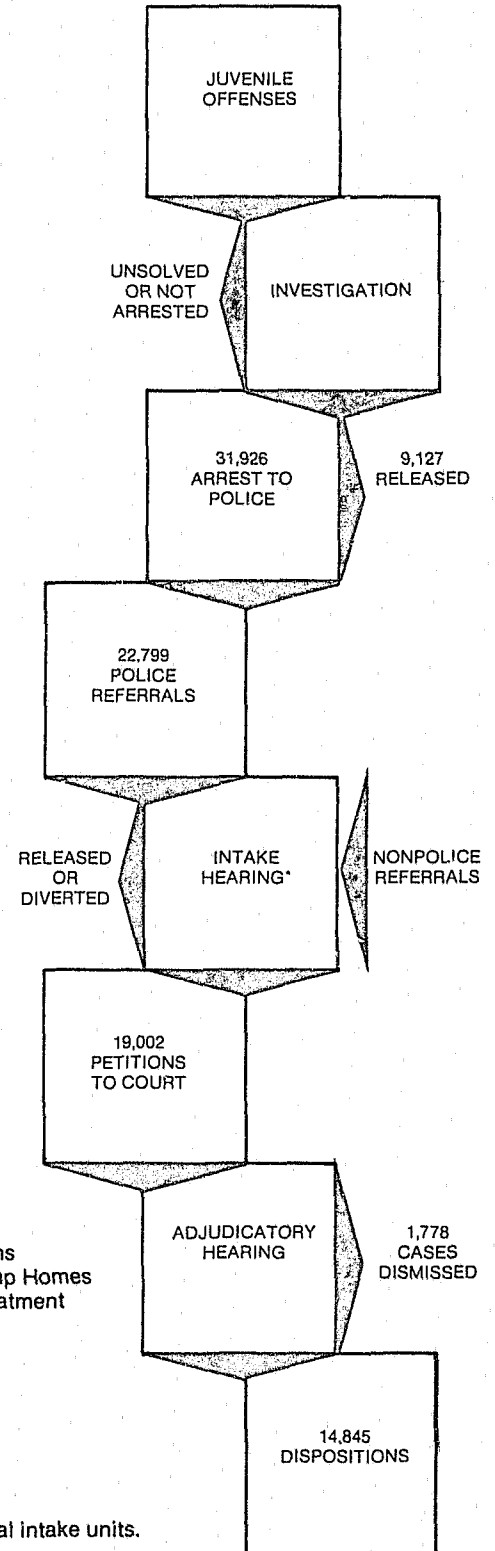 JUVENILE
OFFENSES
UNSOLVED
OR NOT
ARRESTED
INVESTIGATION
31,926
ARREST TO
POLICE
9,127
RELEASED
22,799
POLICE
REFERRALS
RELEASED
OR
DIVERTED
INTAKE
HEARING*
NONPOLICE
REFERRALS
19,002
PETITIONS
TO COURT
ADJUDICATORY
HEARING
1,778
CASES
DISMISSED
Homes
atment
14,845
DISPOSITIONS
al intake units.